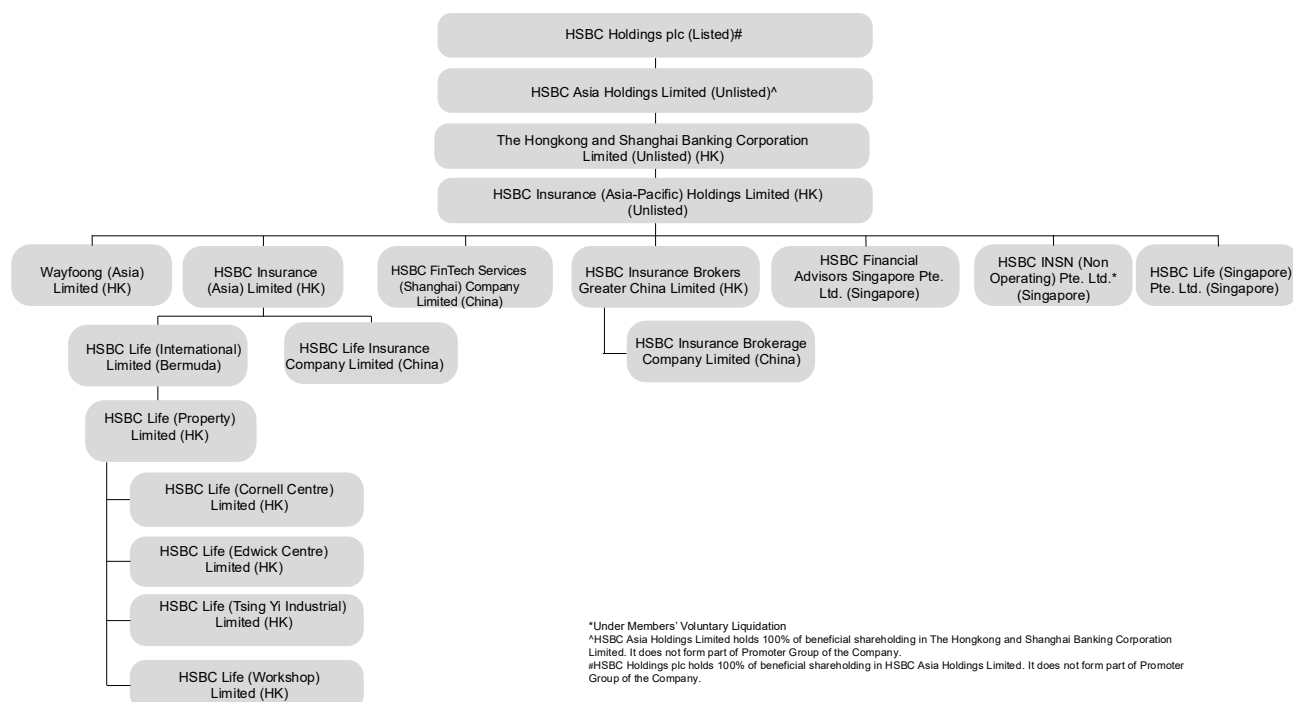 HSBC Holdings plc (Listed)#
HSBC Asia Holdings Limited (Unlisted)^
The Hongkong and Shanghai Banking Corporation
Limited (Unlisted) (HK)
HSBC Insurance (Asia-Pacific) Holdings Limited (HK)
(Unlisted)
Wayfoong (Asia)
Limited (HK)
HSBC Insurance
(Asia) Limited (HK)
HSBC FinTech Services
(Shanghai) Company
Limited (China)
HSBC Insurance Brokers
Greater China Limited (HK)
HSBC Financial
Advisors Singapore Pte.
Ltd. (Singapore)
HSBC INSN (Non
Operating) Pte. Ltd.*
(Singapore)
HSBC Life (Singapore)
Pte. Ltd. (Singapore)
HSBC Life (International)
Limited (Bermuda)
HSBC Life Insurance
Company Limited (China)
HSBC Insurance Brokerage
Company Limited (China)
HSBC Life (Property)
Limited (HK)
HSBC Life (Cornell Centre)
Limited (HK)
HSBC Life (Edwick Centre)
Limited (HK)
HSBC Life (Tsing Yi Industrial)
Limited (HK)
HSBC Life (Workshop)
Limited (HK)
*Under Members' Voluntary Liquidation
^HSBC Asia Holdings Limited holds 100% of beneficial shareholding in The Hongkong and Shanghai Banking Corporation
Limited. It does not form part of Promoter Group of the Company.
#HSBC Holdings plc holds 100% of beneficial shareholding in HSBC Asia Holdings Limited. It does not form part of Promoter
Group of the Company.